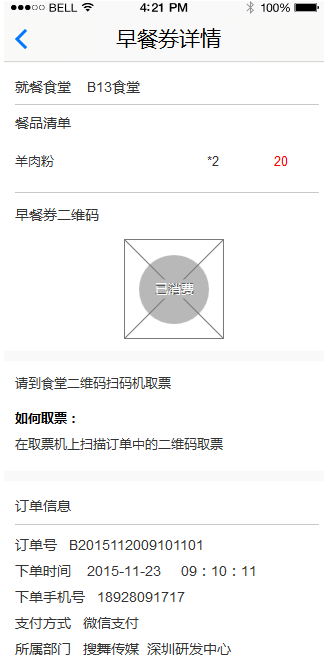 ●●●○○ BELL 4:21 PM 100%
早餐券详情
就餐食堂 B13食堂
餐品清单
羊肉粉 *2 20
早餐券二维码
已消费
请到食堂二维码扫码机取票
如何取票：
在取票机上扫描订单中的二维码取票
订单信息
订单号 B2015112009101101
下单时间 2015-11-23 09：10：11
下单手机号 18928091717
支付方式 微信支付
所属部门 搜舞传媒 深圳研发中心